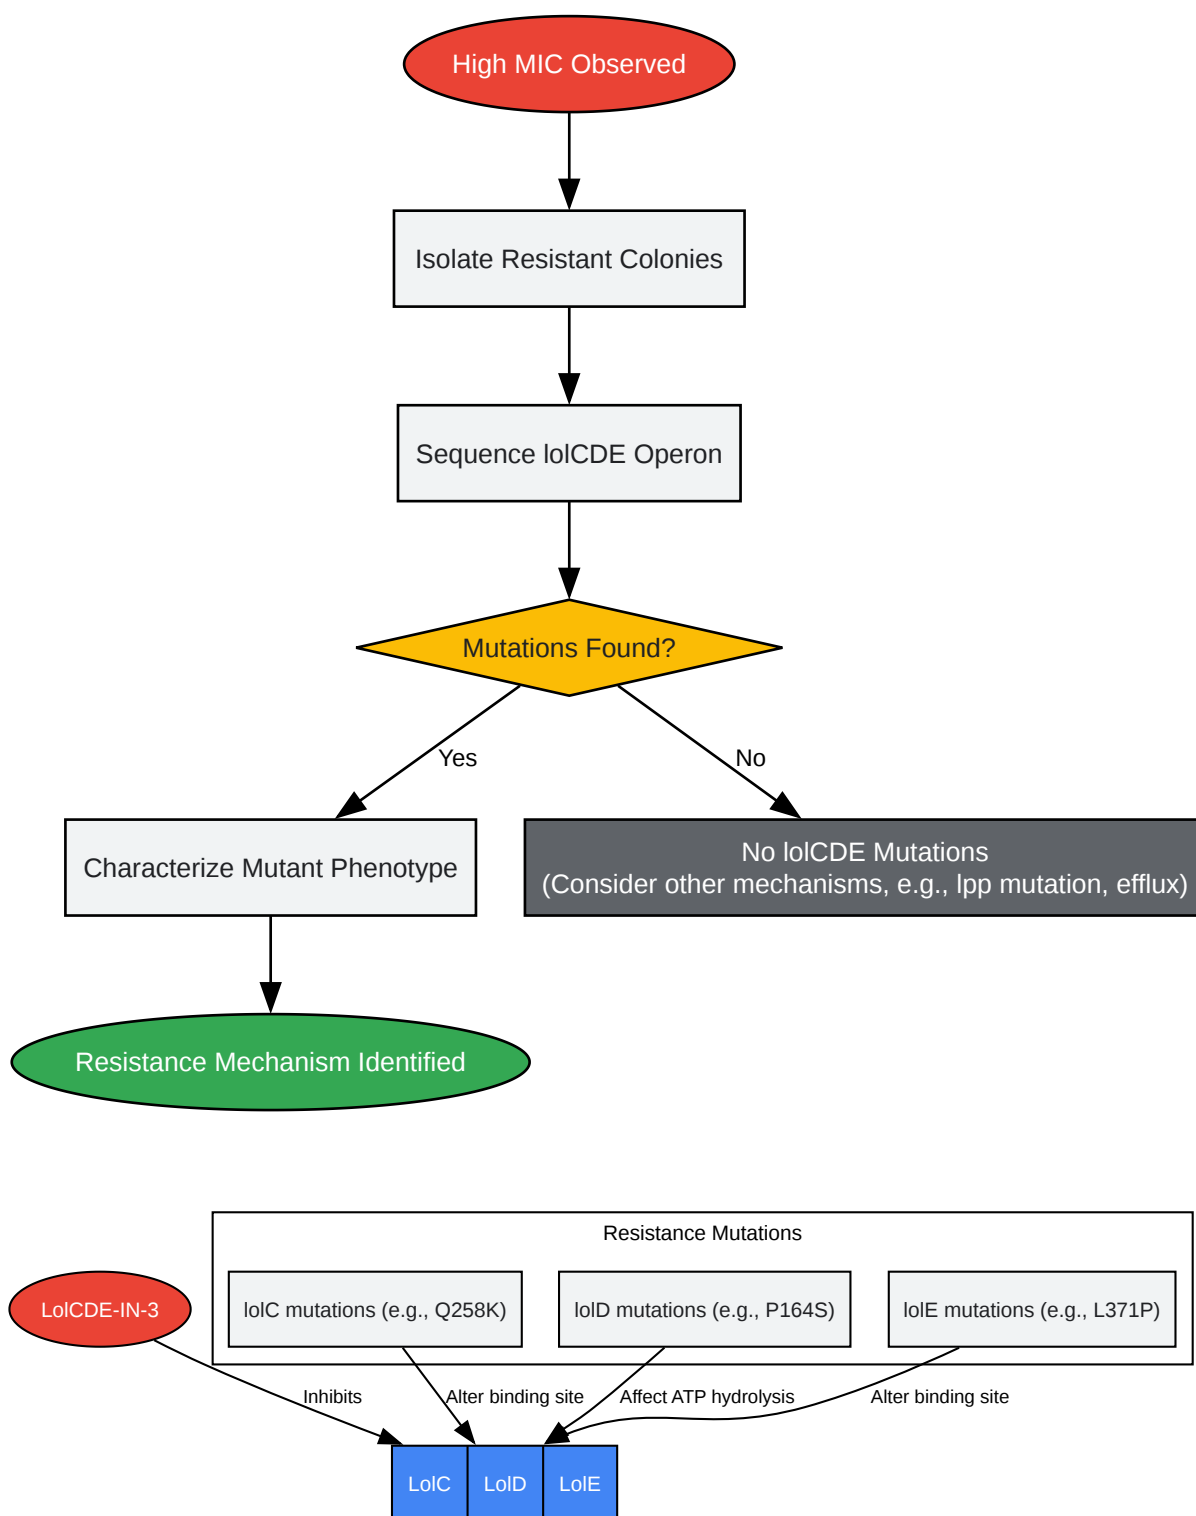 High MIC Observed
Isolate Resistant Colonies
Sequence lolCDE Operon
Mutations Found?
Yes
No
Characterize Mutant Phenotype
No lolCDE Mutations
(Consider other mechanisms, e.g., lpp mutation, efflux)
Resistance Mechanism Identified
Resistance Mutations
LolCDE-IN-3
lolC mutations (e.g., Q258K)
lolD mutations (e.g., P164S)
lolE mutations (e.g., L371P)
Inhibits
Alter binding site
Affect ATP hydrolysis
Alter binding site
LolC
LolD
LolE